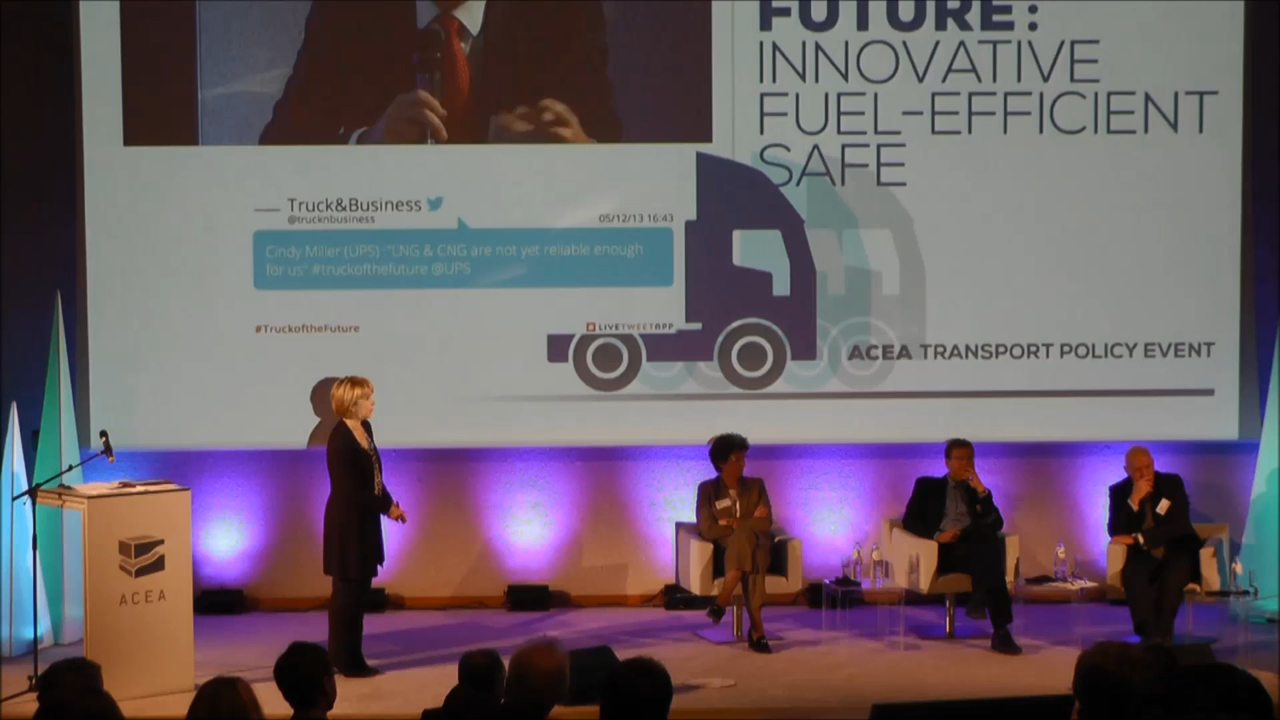 FUTURE:
INNOVATIVE
FUEL-EFFICIENT
SAFE
Truck&Business
@trucknbusiness
05/12/13 16:43
Cindy Miller (UPS) :"LNG & CNG are not yet reliable enough
for us" #truckofthefuture @UPS
#TruckoftheFuture
LIVETWEETAPP
ACEA TRANSPORT POLICY EVENT
ACEA